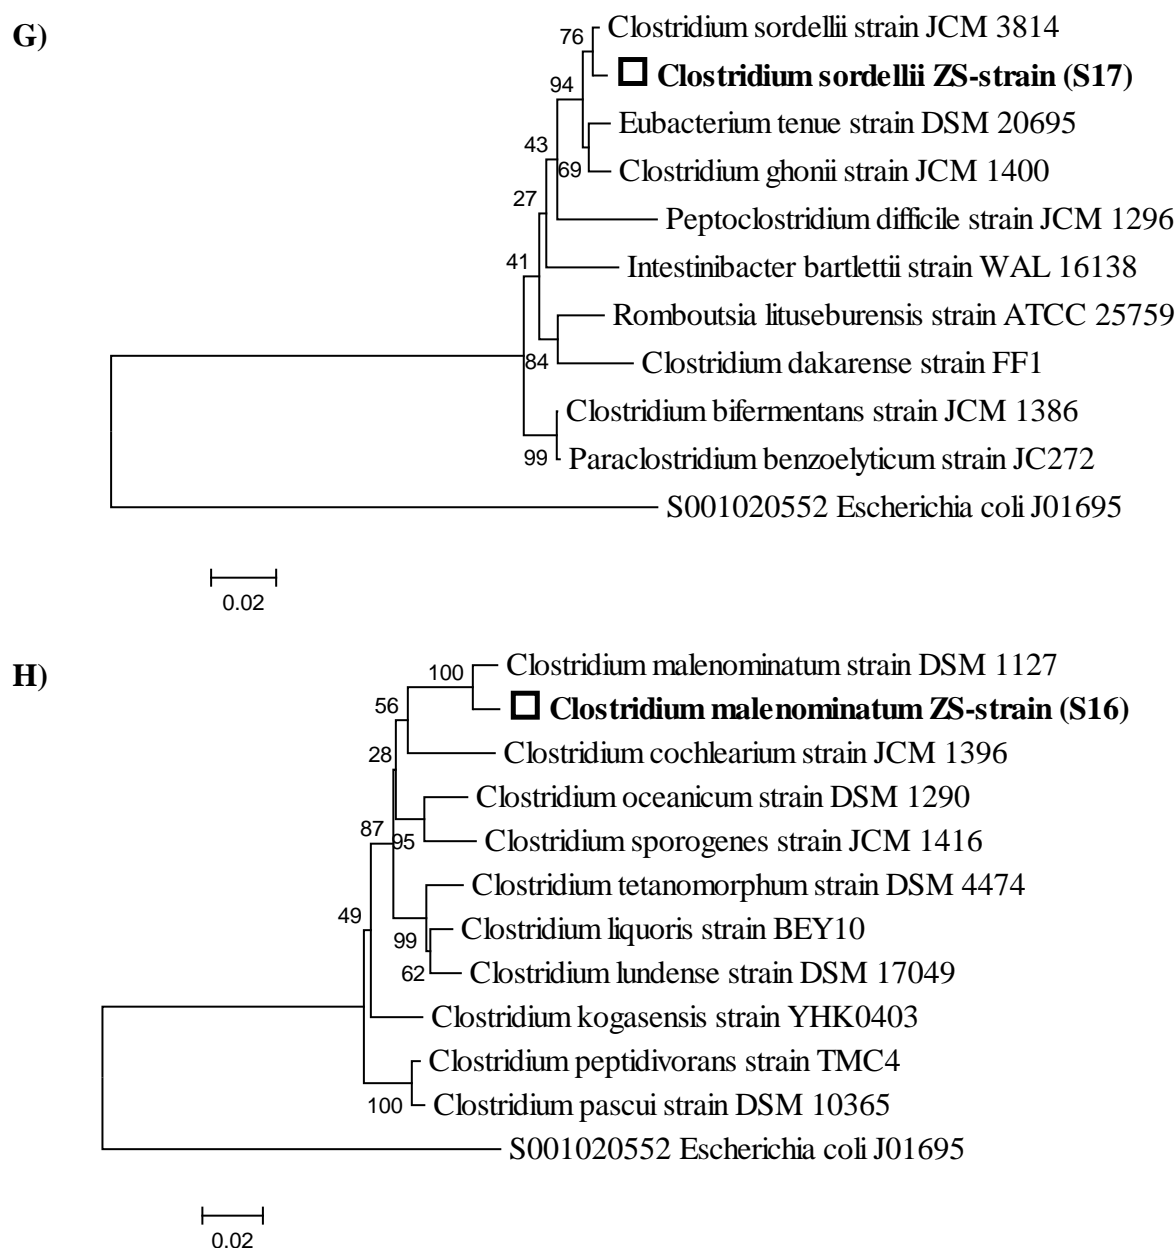 G)
76
Clostridium sordellii strain JCM 3814
Clostridium sordellii ZS-strain (S17)
94
Eubacterium tenue strain DSM 20695
43
69
Clostridium ghonii strain JCM 1400
27
Peptoclostridium difficile strain JCM 1296
41
Intestinibacter bartlettii strain WAL 16138
Romboutsia lituseburensis strain ATCC 25759
84
Clostridium dakarense strain FF1
Clostridium bifermentans strain JCM 1386
99
Paraclostridium benzoelyticum strain JC272
S001020552 Escherichia coli J01695
0.02
H)
100
Clostridium malenominatum strain DSM 1127
56
Clostridium malenominatum ZS-strain (S16)
28
Clostridium cochlearium strain JCM 1396
Clostridium oceanicum strain DSM 1290
87
95
Clostridium sporogenes strain JCM 1416
Clostridium tetanomorphum strain DSM 4474
49
Clostridium liquoris strain BEY10
99
62
Clostridium lundense strain DSM 17049
Clostridium kogasensis strain YHK0403
Clostridium peptidivorans strain TMC4
100
Clostridium pascui strain DSM 10365
S001020552 Escherichia coli J01695
0.02